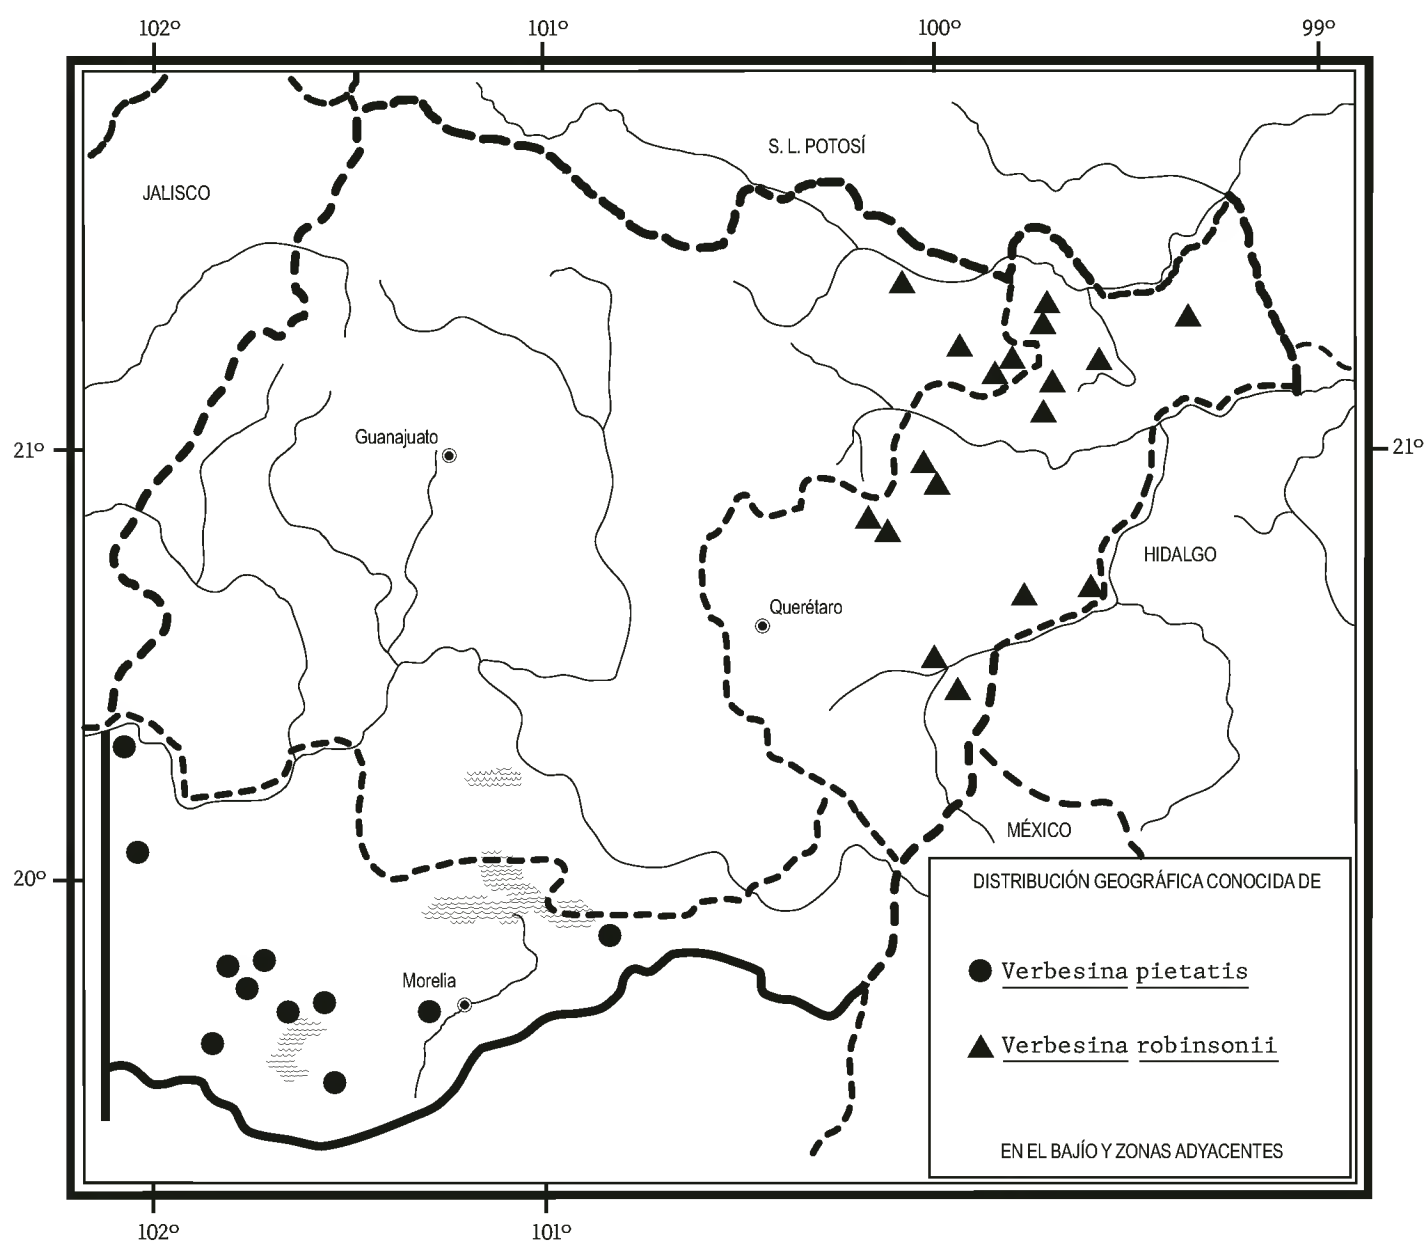 102º 101º 100º 99º
S. L. POTOSÍ
JALISCO
Guanajuato
21º
21º
HIDALGO
Querétaro
MÉXICO
20º
DISTRIBUCIÓN GEOGRÁFICA CONOCIDA DE
Verbesina pietatis
Morelia
Verbesina robinsonii
EN EL BAJÍO Y ZONAS ADYACENTES
102º 101º